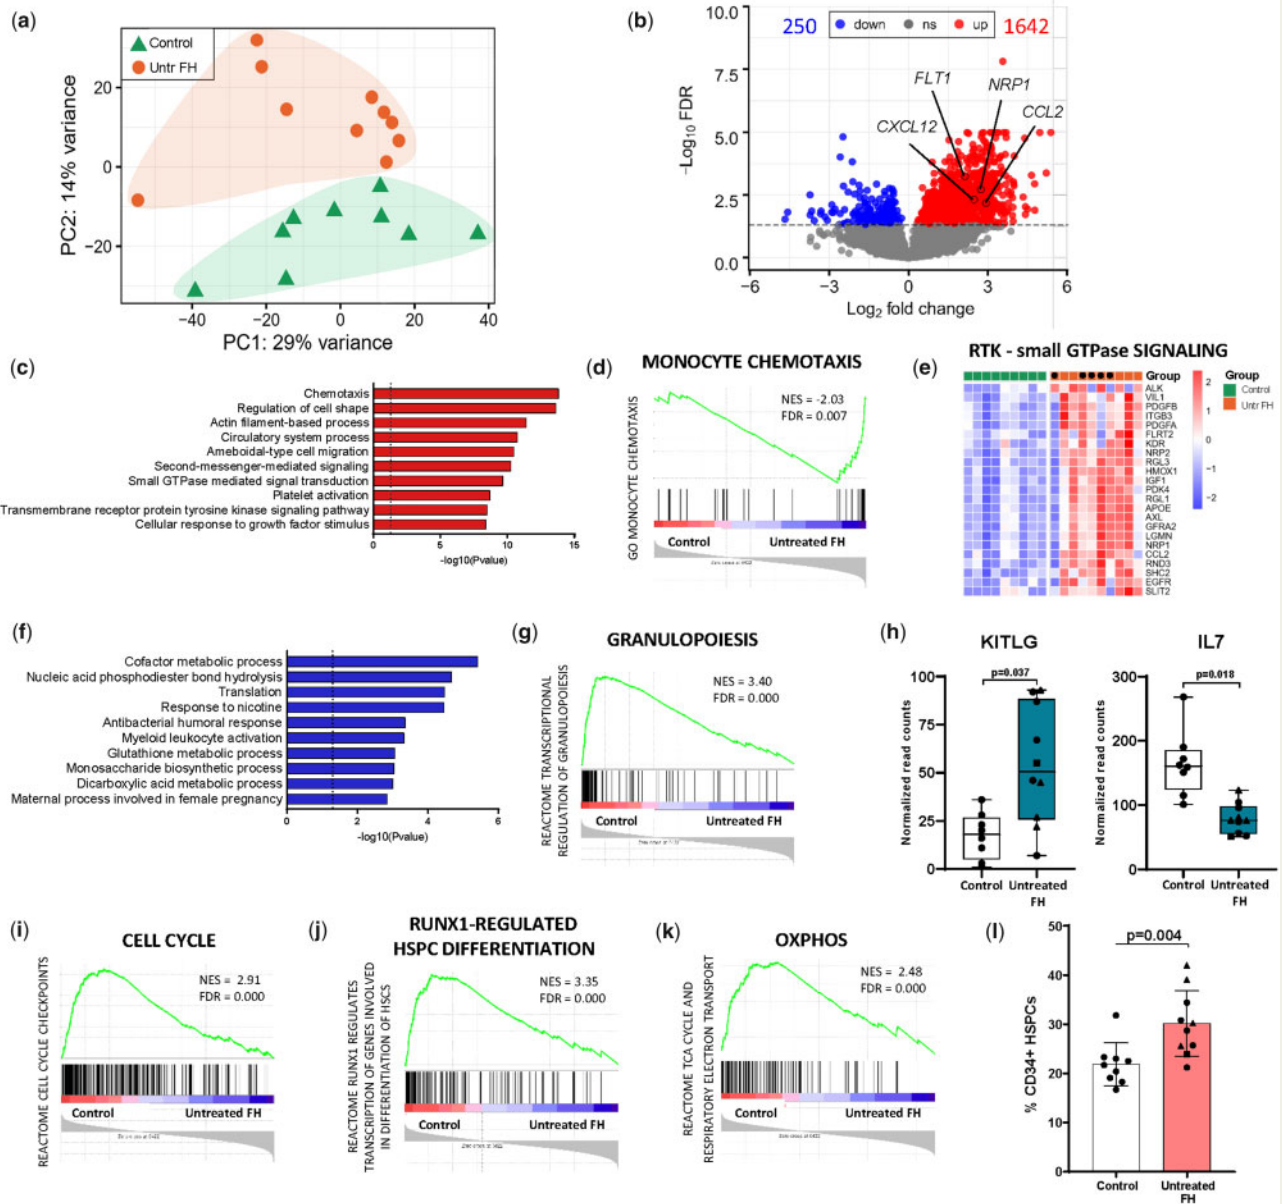 (a)
Control
Untr FH
20
0
−20
PC2: 14% variance
−40
−20
0
20
40
PC1: 29% variance
(b)
250
down
ns
up
1642
10.0
7.5
5.0
2.5
0.0
−Log10 FDR
FLT1
NRP1
CXCL12
CCL2
−6
−3
0
3
6
Log2 fold change
(c)
Chemotaxis
Regulation of cell shape
Actin filament-based process
Circulatory system process
Ameboidal-type cell migration
Second-messenger-mediated signaling
Small GTPase mediated signal transduction
Platelet activation
Transmembrane receptor protein tyrosine kinase signaling pathway
Cellular response to growth factor stimulus
0
5
10
15
-log10(Pvalue)
(d)
MONOCYTE CHEMOTAXIS
GO MONOCYTE CHEMOTAXIS
NES = -2.03
FDR = 0.007
Control
Untreated FH
(e)
RTK - small GTPase SIGNALING
Group
ALK
VIL1
PDGFB
ITGB3
PDGFA
FLRT2
KDR
NRP2
RGL3
HMOX1
IGF1
PDK4
RGL1
APOE
AXL
GFRA2
LGMN
NRP1
CCL2
RND3
SHC2
EGFR
SLIT2
2
1
0
−1
−2
Group
Control
Untr FH
(f)
Cofactor metabolic process
Nucleic acid phosphodiester bond hydrolysis
Translation
Response to nicotine
Antibacterial humoral response
Myeloid leukocyte activation
Glutathione metabolic process
Monosaccharide biosynthetic process
Dicarboxylic acid metabolic process
Maternal process involved in female pregnancy
0
2
4
6
-log10(Pvalue)
(g)
GRANULOPOIESIS
REACTOME TRANSCRIPTIONAL
REGULATION OF GRANULOPOIESIS
NES = 3.40
FDR = 0.000
Control
Untreated FH
(h)
KITLG
p=0.037
Normalized read counts
100
75
50
25
0
Control
Untreated
FH
IL7
p=0.018
Normalized read counts
300
200
100
0
Control
Untreated
FH
(i)
CELL CYCLE
REACTOME CELL CYCLE CHECKPOINTS
NES = 2.91
FDR = 0.000
Control
Untreated FH
(j)
RUNX1-REGULATED
HSPC DIFFERENTIATION
REACTOME RUNX1 REGULATES
TRANSCRIPTION OF GENES INVOLVED
IN DIFFERENTIATION OF HSCS
NES = 3.35
FDR = 0.000
Control
Untreated FH
(k)
OXPHOS
REACTOME TCA CYCLE AND
RESPIRATORY ELECTRON TRANSPORT
NES = 2.48
FDR = 0.000
Control
Untreated FH
(l)
p=0.004
% CD34+ HSPCs
50
40
30
20
10
0
Control
Untreated
FH